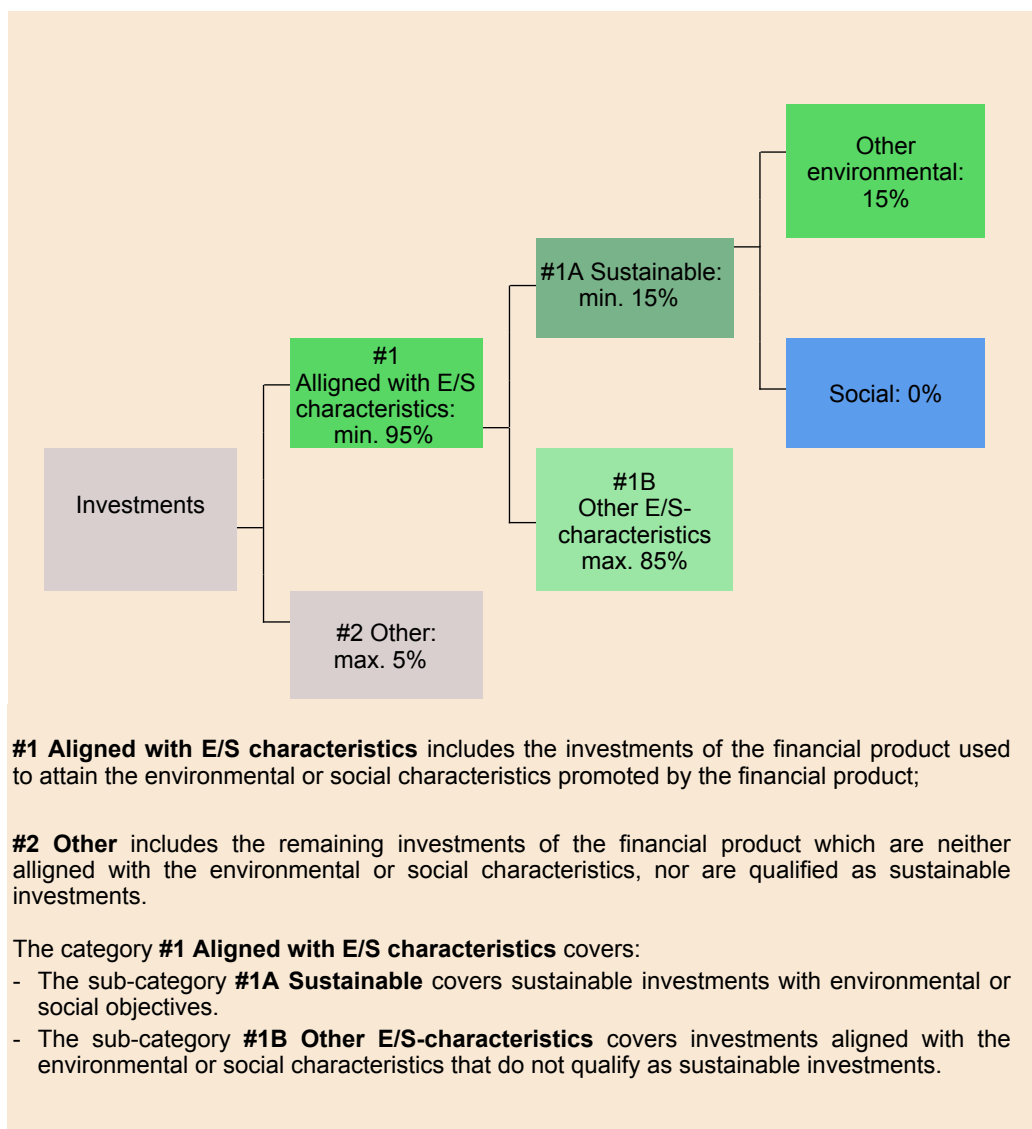 Other
environmental:
15%
#1A Sustainable:
min. 15%
#1
Alligned with E/S
characteristics:
min. 95%
Social: 0%
Investments
#1B
Other E/S-
characteristics
max. 85%
#2 Other:
max. 5%
#1 Aligned with E/S characteristics includes the investments of the financial product used
to attain the environmental or social characteristics promoted by the financial product;
#2 Other includes the remaining investments of the financial product which are neither
aligned with the environmental or social characteristics, nor are qualified as sustainable
investments.
The category #1 Aligned with E/S characteristics covers:
- The sub-category #1A Sustainable covers sustainable investments with environmental or
social objectives.
- The sub-category #1B Other E/S-characteristics covers investments aligned with the
environmental or social characteristics that do not qualify as sustainable investments.